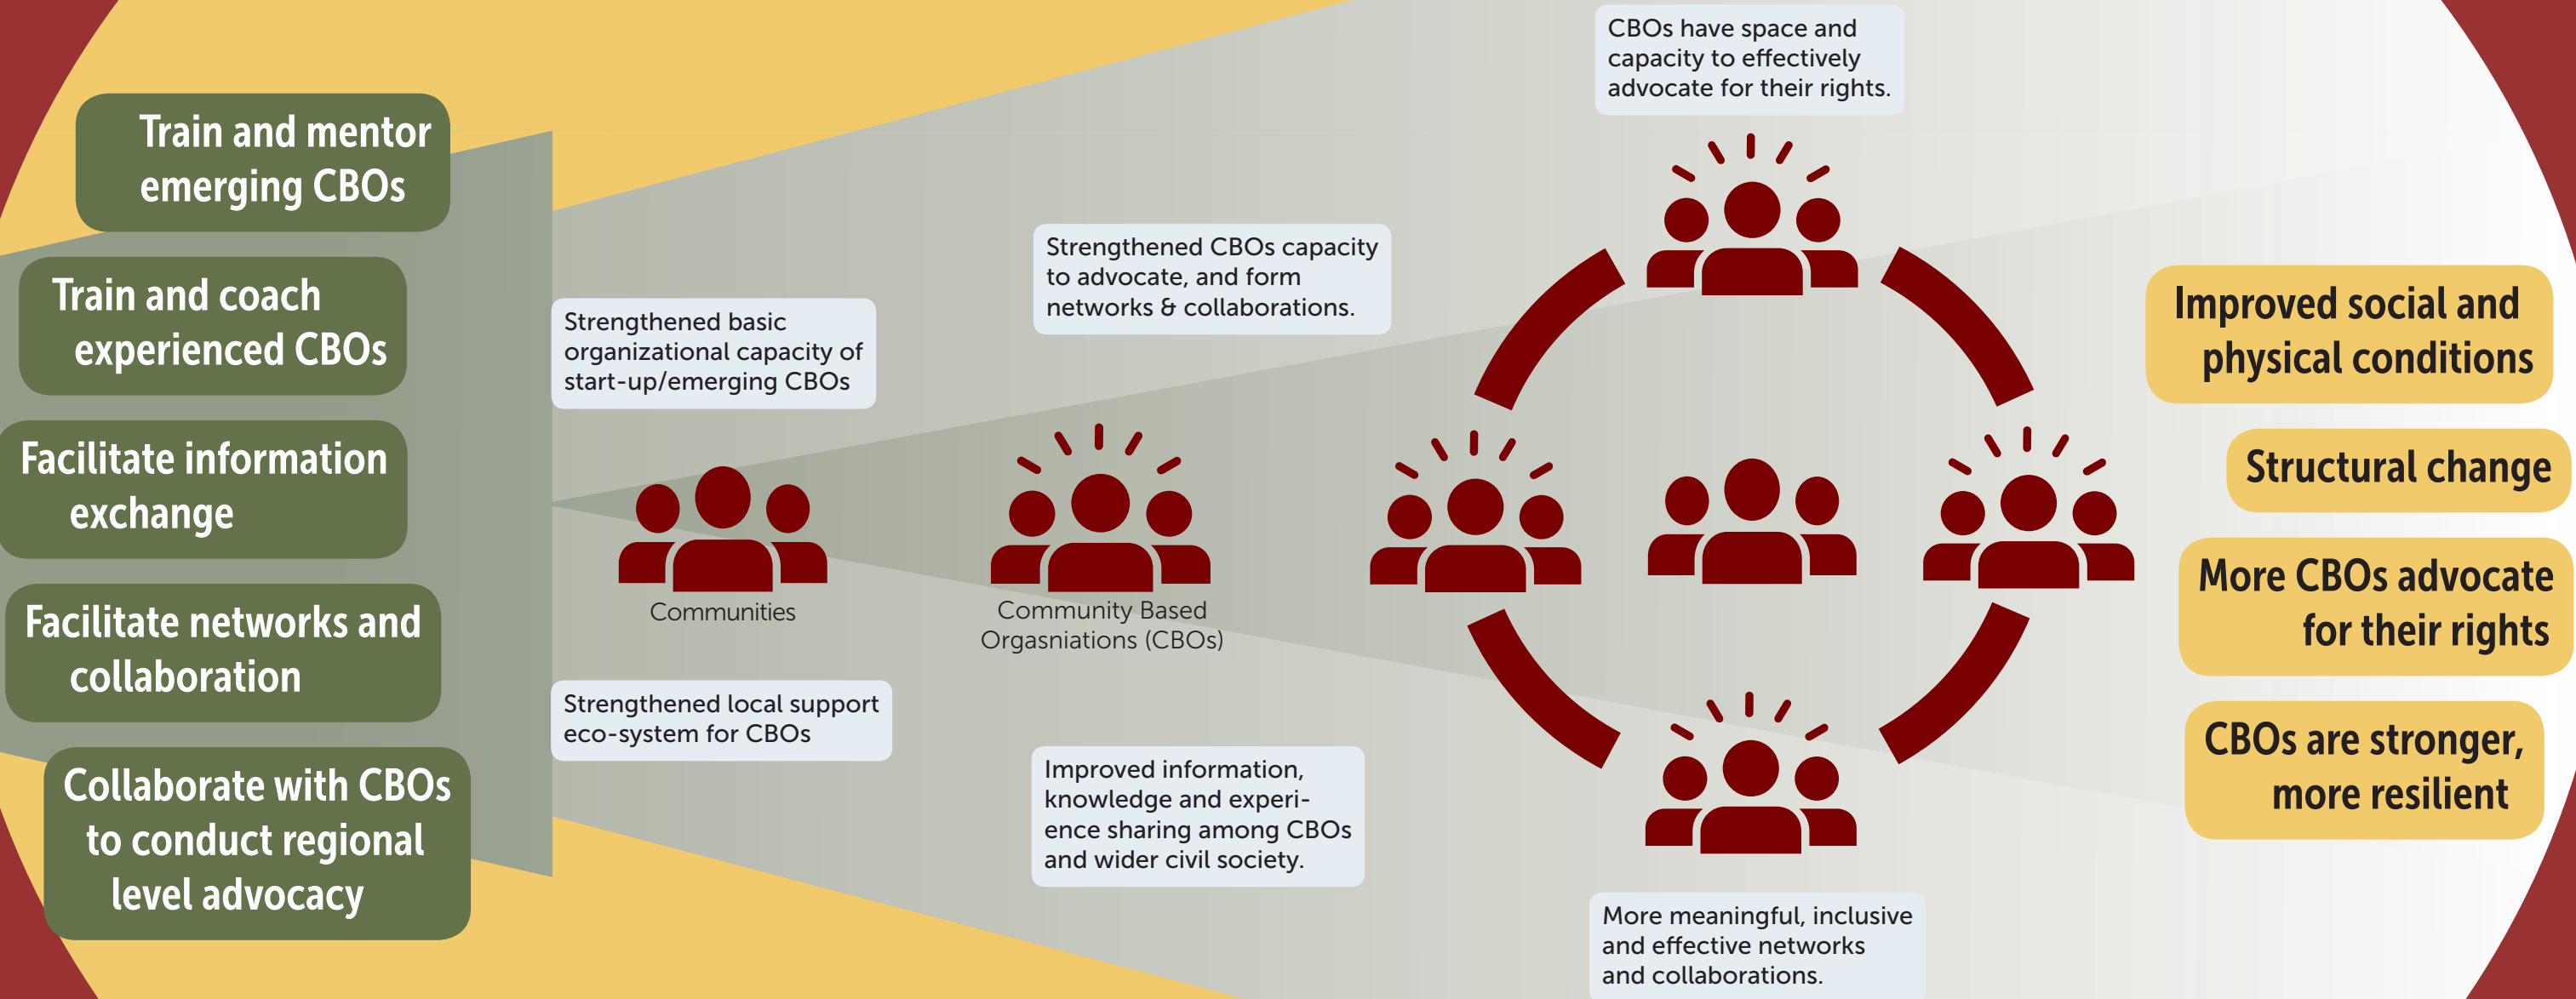 Train and mentor
emerging CBOs
Train and coach
experienced CBOs
Facilitate information
exchange
Facilitate networks and
collaboration
Collaborate with CBOs
to conduct regional
level advocacy
Strengthened basic
organizational capacity of
start-up/emerging CBOs
Communities
Strengthened local support
eco-system for CBOs
Strengthened CBOs capacity
to advocate, and form
networks & collaborations.
Community Based
Orgasniations (CBOs)
Improved information,
knowledge and experi-
ence sharing among CBOs
and wider civil society.
CBOs have space and
capacity to effectively
advocate for their rights.
More meaningful, inclusive
and effective networks
and collaborations.
Improved social and
physical conditions
Structural change
More CBOs advocate
for their rights
CBOs are stronger,
more resilient